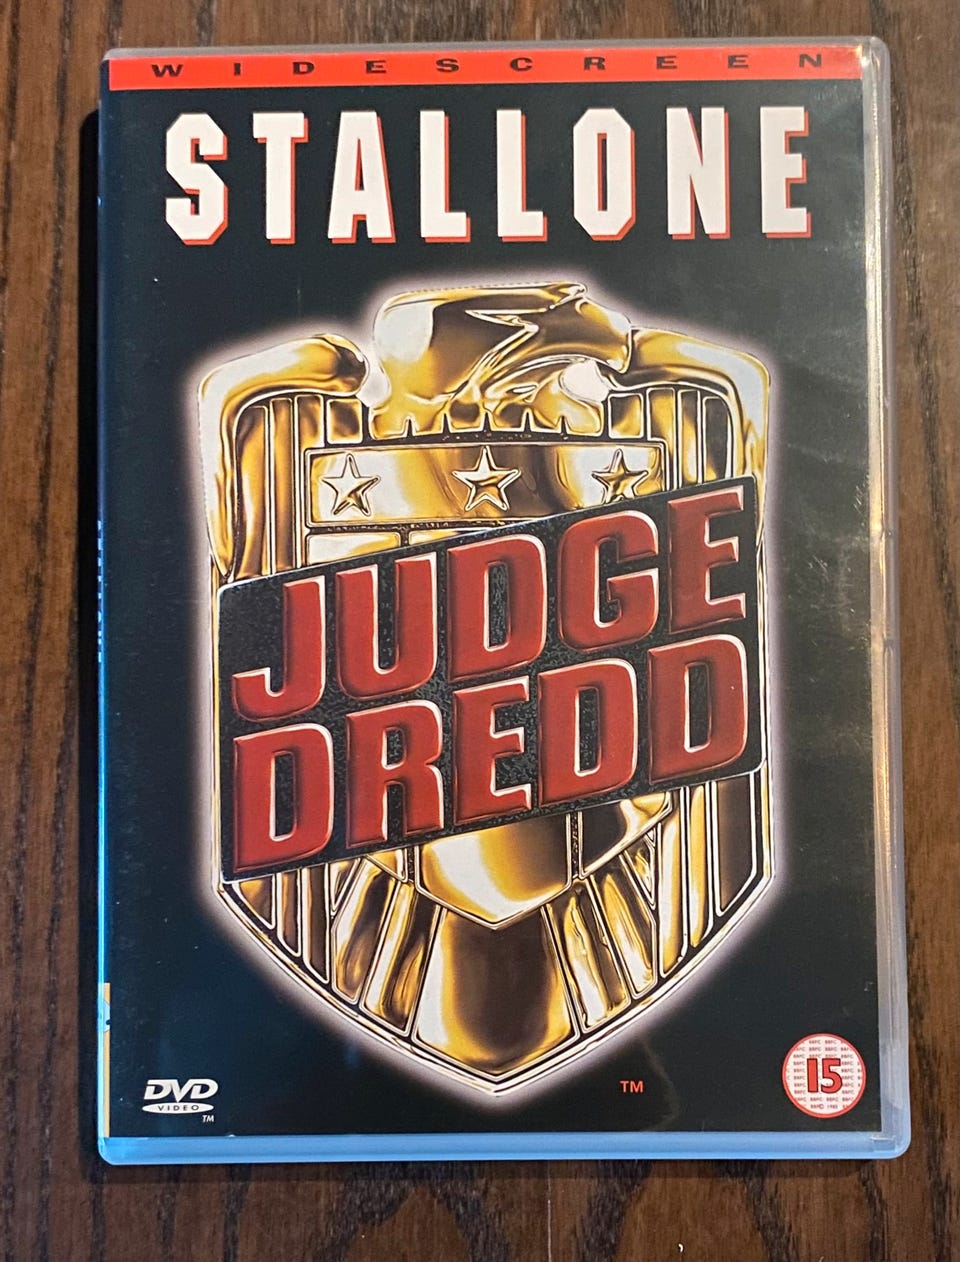 WIDESCREEN
STALLONE
JUDGE
DREDD
TM
15
DVD
VIDEO
TM